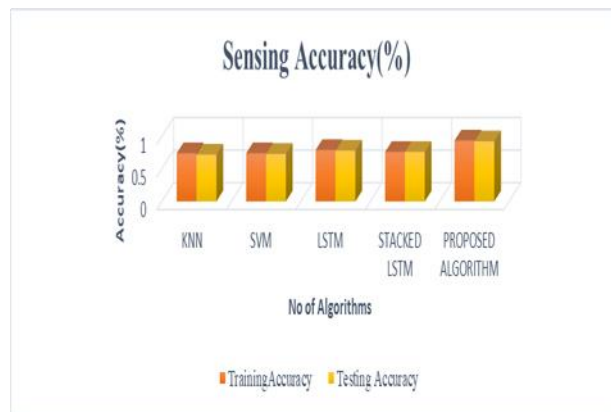 Sensing Accuracy(%)
Accuracy(%)
1
0.5
0
KNN
SVM
LSTM
STACKED
LSTM
PROPOSED
ALGORITHM
No of Algorithms
TrainingAccuracy
Testing Accuracy